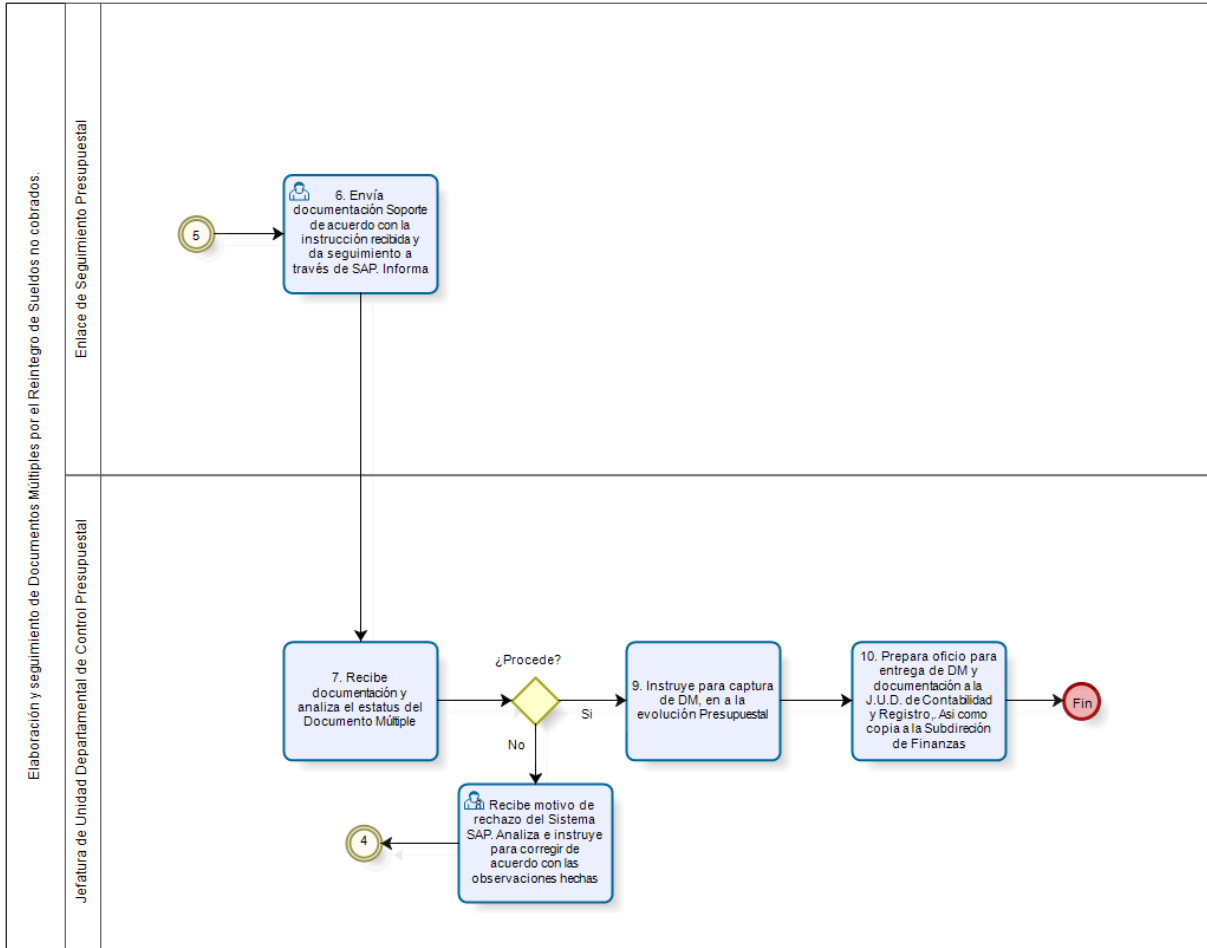 Elaboración y seguimiento de Documentos Múltiples por el Reintegro de Sueldos no cobrados.
Enlace de Seguimiento Presupuestal
5
6. Envía
documentación Soporte
de acuerdo con la
instrucción recibida y
da seguimiento a
través de SAP. Informa
Jefatura de Unidad Departamental de Control Presupuestal
7. Recibe
documentación y
analiza el estatus del
Documento Múltiple
¿Procede?
Si
No
9. Instruye para captura
de DM, en a la
evolución Presupuestal
10. Prepara oficio para
entrega de DM y
documentación a la
J.U.D. de Contabilidad
y Registro,. Asi como
copia a la Subdireción
de Finanzas
Fin
Recibe motivo de
rechazo del Sistema
SAP. Analiza e instruye
para corregir de
acuerdo con las
observaciones hechas
4